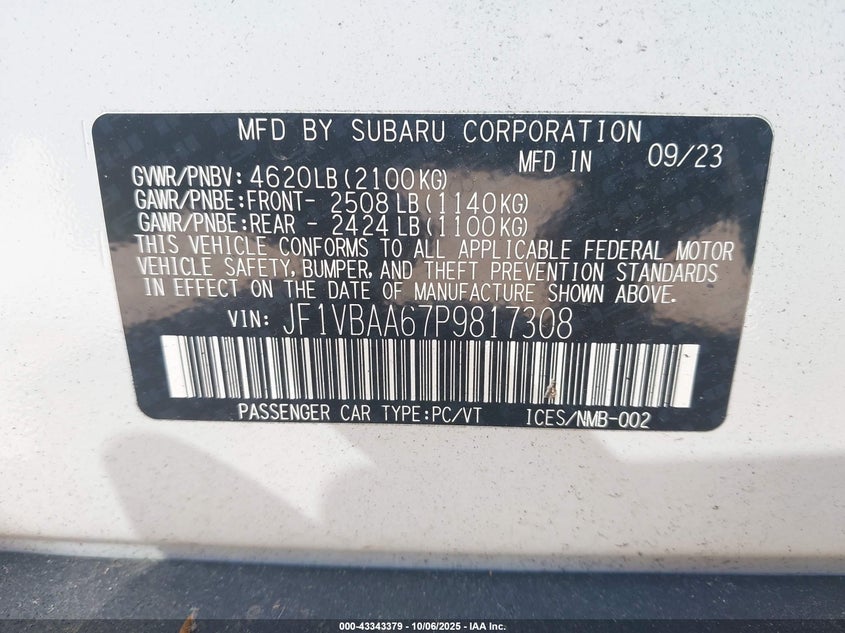 MFD BY SUBARU CORPORATION
MFD IN 09/23
GVWR/PNBV: 4620LB (2100KG)
GAWR/PNBE:FRONT- 2508 LB (1140KG)
GAWR/PNBE:REAR - 2424 LB (1100KG)
THIS VEHICLE CONFORMS TO ALL APPLICABLE FEDERAL MOTOR
VEHICLE SAFETY, BUMPER, AND THEFT PREVENTION STANDARDS
IN EFFECT ON THE DATE OF MANUFACTURE SHOWN ABOVE.
VIN: JF1VBAA67P9817308
PASSENGER CAR TYPE:PC/VT ICES/NMB-002
000-43343379 - 10/06/2025 - IAA Inc.